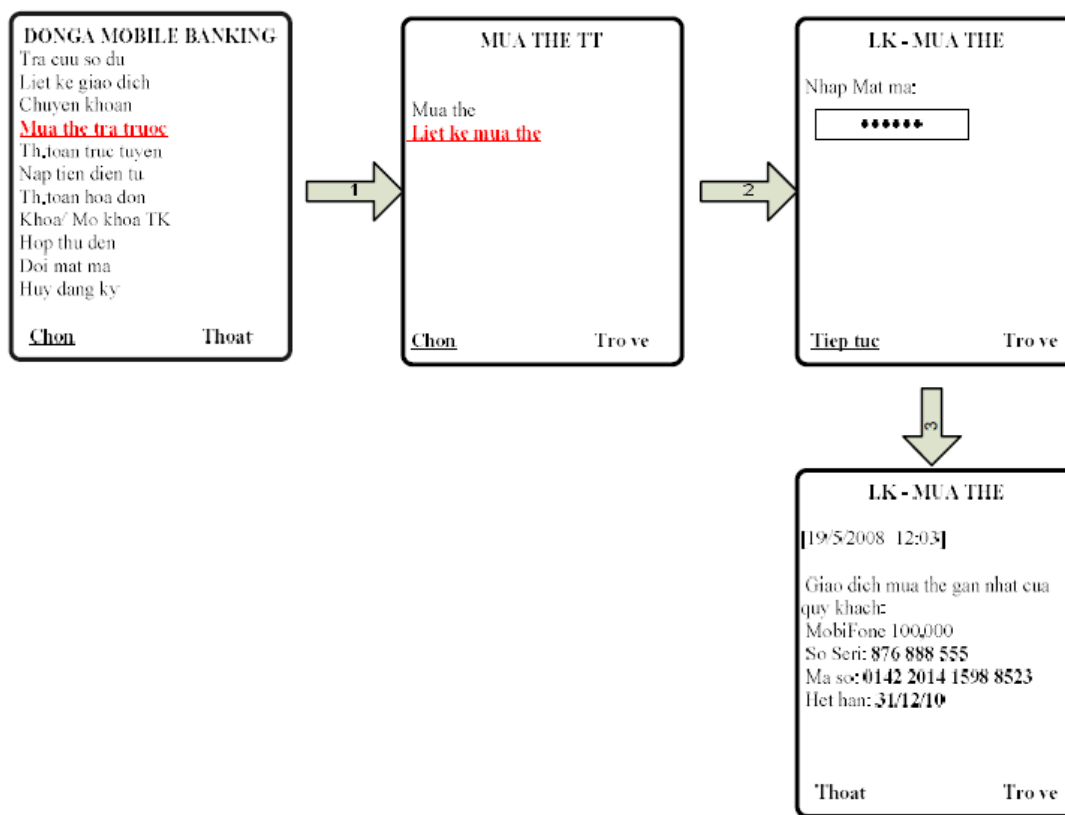 DONGA MOBILE BANKING
Tra cuu so du
Liet ke giao dich
Chuyen khoan
Mua the tra truoc
Th.toan truc tuyen
Nap tien dien tu
Th.toan hoa don
Khoa/ Mo khoa TK
Hop thu den
Doi mat ma
Huy dang ky
Chon Thoat
1
MUA THE TT
Mua the
Liet ke mua the
Chon Tro ve
2
LK - MUA THE
Nhap Mat ma:
******
Tiep tuc Tro ve
3
LK - MUA THE
[19/5/2008 12:03]
Giao dich mua the gan nhat cua
quy khach:
MobiFone 100,000
So Seri: 876 888 555
Ma so: 0142 2014 1598 8523
Het han: 31/12/10
Thoat Tro ve